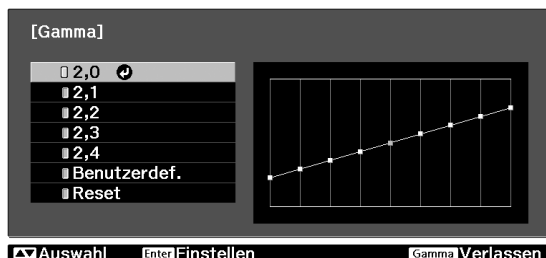 [Gamma]
2,0
2,1
2,2
2,3
2,4
Benutzerdef.
Reset
Auswahl Enter Einstellen Gamma Verlassen